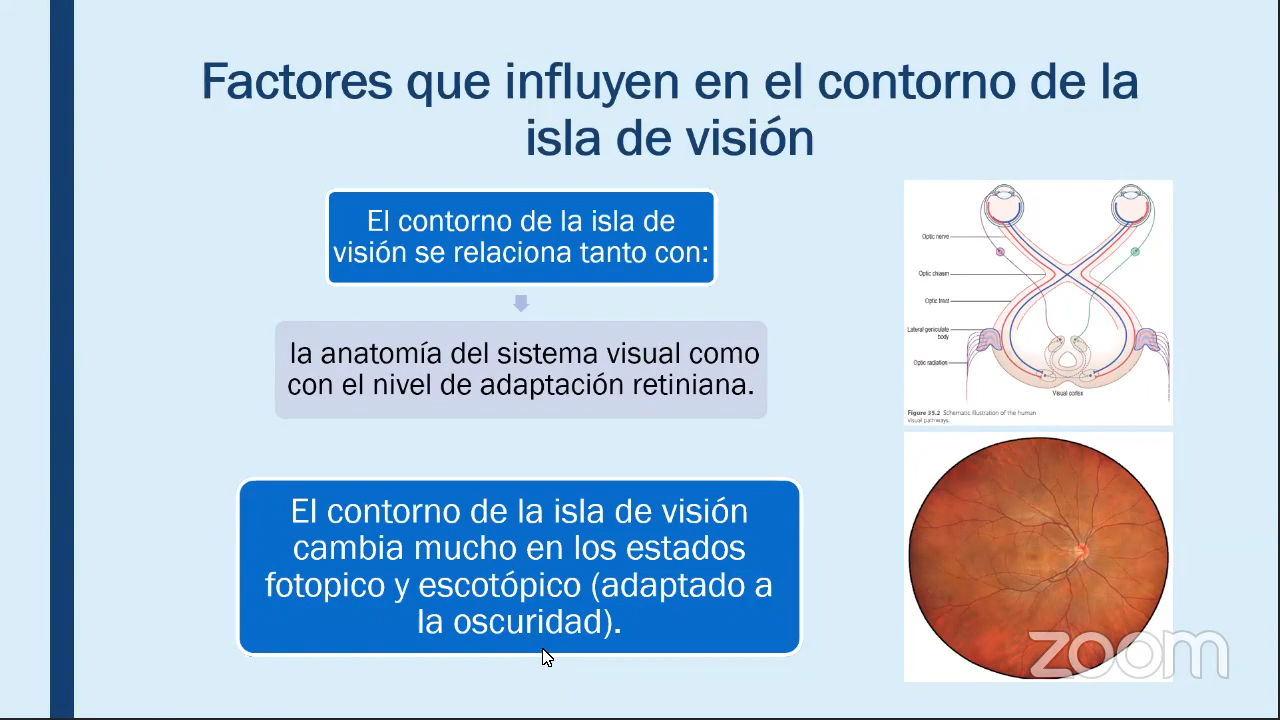 Factores que influyen en el contorno de la
isla de visión
El contorno de la isla de
visión se relaciona tanto con:
la anatomía del sistema visual como
con el nivel de adaptación retiniana.
El contorno de la isla de visión
cambia mucho en los estados
fotopico y escotópico (adaptado a
la oscuridad).
Optic nerve
Optic chiasm
Optic tract
Lateral geniculate
body
Optic radiation
Visual cortex
Figure 35.2 Schematic illustration of the human
visual pathways.
zoom